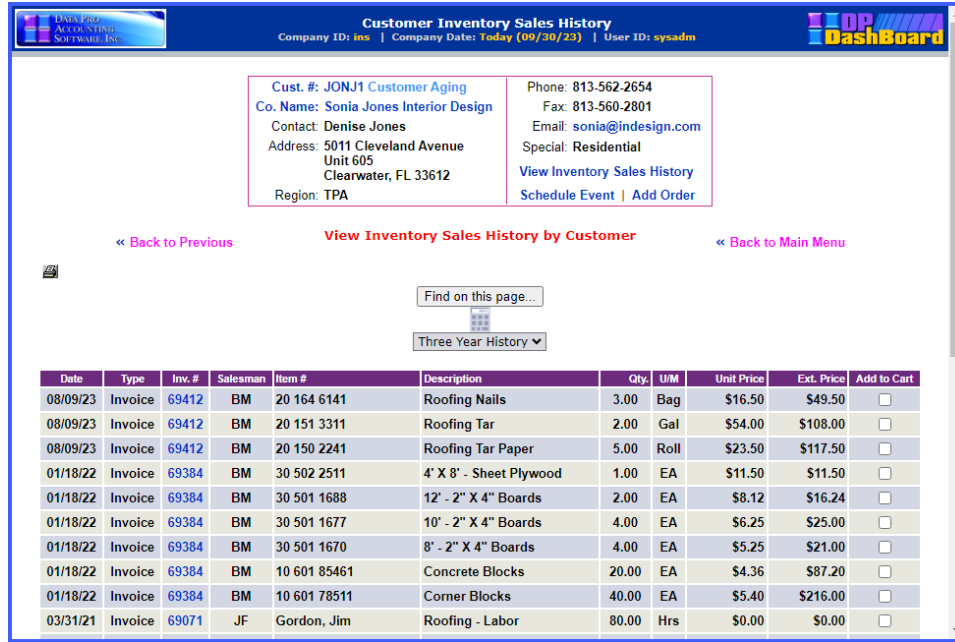 DATA PRO
ACCOUNTING
SOFTWARE, INC.
Customer Inventory Sales History
Company ID: ins | Company Date: Today (09/30/23) | User ID: sysadm
DP
DashBoard
Cust. #: JONJ1 Customer Aging
Co. Name: Sonia Jones Interior Design
Contact: Denise Jones
Address: 5011 Cleveland Avenue
Unit 605
Clearwater, FL 33612
Region: TPA
Phone: 813-562-2654
Fax: 813-560-2801
Email: sonia@indesign.com
Special: Residential
View Inventory Sales History
Schedule Event | Add Order
« Back to Previous
View Inventory Sales History by Customer
« Back to Main Menu
Find on this page...
Three Year History
Date Type Inv. # Salesman Item # Description Qty. U/M Unit Price Ext. Price Add to Cart
08/09/23 Invoice 69412 BM 20 164 6141 Roofing Nails 3.00 Bag $16.50 $49.50
08/09/23 Invoice 69412 BM 20 151 3311 Roofing Tar 2.00 Gal $54.00 $108.00
08/09/23 Invoice 69412 BM 20 150 2241 Roofing Tar Paper 5.00 Roll $23.50 $117.50
01/18/22 Invoice 69384 BM 30 502 2511 4' X 8' - Sheet Plywood 1.00 EA $11.50 $11.50
01/18/22 Invoice 69384 BM 30 501 1688 12' - 2" X 4" Boards 2.00 EA $8.12 $16.24
01/18/22 Invoice 69384 BM 30 501 1677 10' - 2" X 4" Boards 4.00 EA $6.25 $25.00
01/18/22 Invoice 69384 BM 30 501 1670 8' - 2" X 4" Boards 4.00 EA $5.25 $21.00
01/18/22 Invoice 69384 BM 10 601 85461 Concrete Blocks 20.00 EA $4.36 $87.20
01/18/22 Invoice 69384 BM 10 601 78511 Corner Blocks 40.00 EA $5.40 $216.00
03/31/21 Invoice 69071 JF Gordon, Jim Roofing - Labor 80.00 Hrs $0.00 $0.00